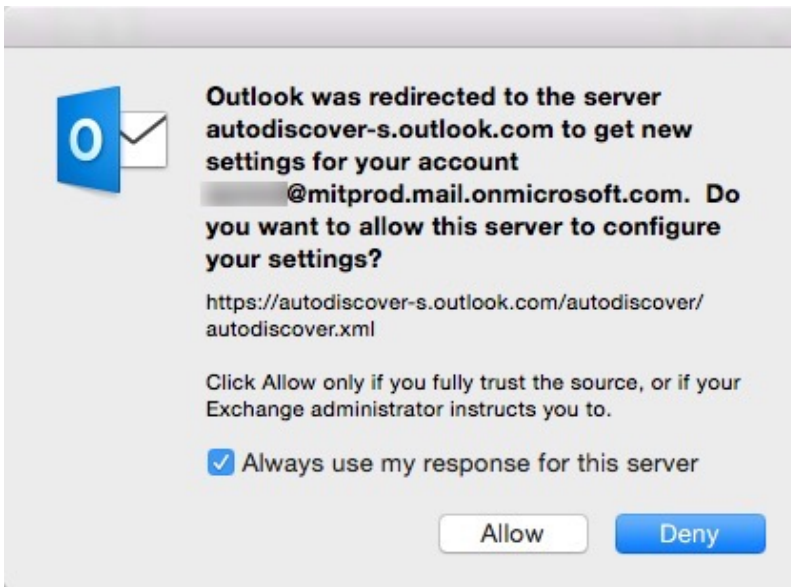 O
Outlook was redirected to the server
autodiscover-s.outlook.com to get new
settings for your account
@mitprod.mail.onmicrosoft.com. Do
you want to allow this server to configure
your settings?
https://autodiscover-s.outlook.com/autodiscover/
autodiscover.xml
Click Allow only if you fully trust the source, or if your
Exchange administrator instructs you to.
Always use my response for this server
Allow
Deny